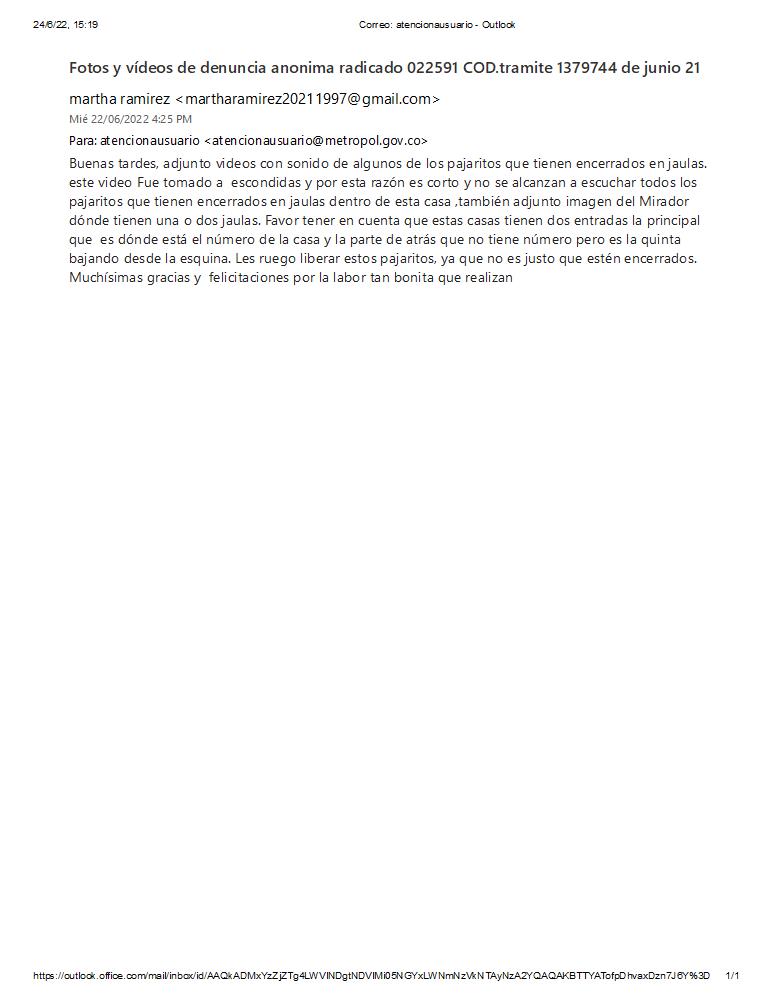 24/6/22, 15:19 Correo: atencionausuario - Outlook
Fotos y vídeos de denuncia anonima radicado 022591 COD.tramite 1379744 de junio 21
martha ramirez <martharamirez20211997@gmail.com>
Mié 22/06/2022 4:25 PM
Para: atencionausuario <atencionausuario@metropol.gov.co>
Buenas tardes, adjunto videos con sonido de algunos de los pajaritos que tienen encerrados en jaulas.
este video Fue tomado a escondidas y por esta razón es corto y no se alcanzan a escuchar todos los
pajaritos que tienen encerrados en jaulas dentro de esta casa ,también adjunto imagen del Mirador
dónde tienen una o dos jaulas. Favor tener en cuenta que estas casas tienen dos entradas la principal
que es dónde está el número de la casa y la parte de atrás que no tiene número pero es la quinta
bajando desde la esquina. Les ruego liberar estos pajaritos, ya que no es justo que estén encerrados.
Muchísimas gracias y felicitaciones por la labor tan bonita que realizan
https://outlook.office.com/mail/inbox/id/AAQkADMxYzZjZTg4LWVlNDgtNDVlMi05NGYxLWNmNzVkNTAyNzA2YQAQAKBTTYATofpDhvaxDzn7J6Y%3D 1/1